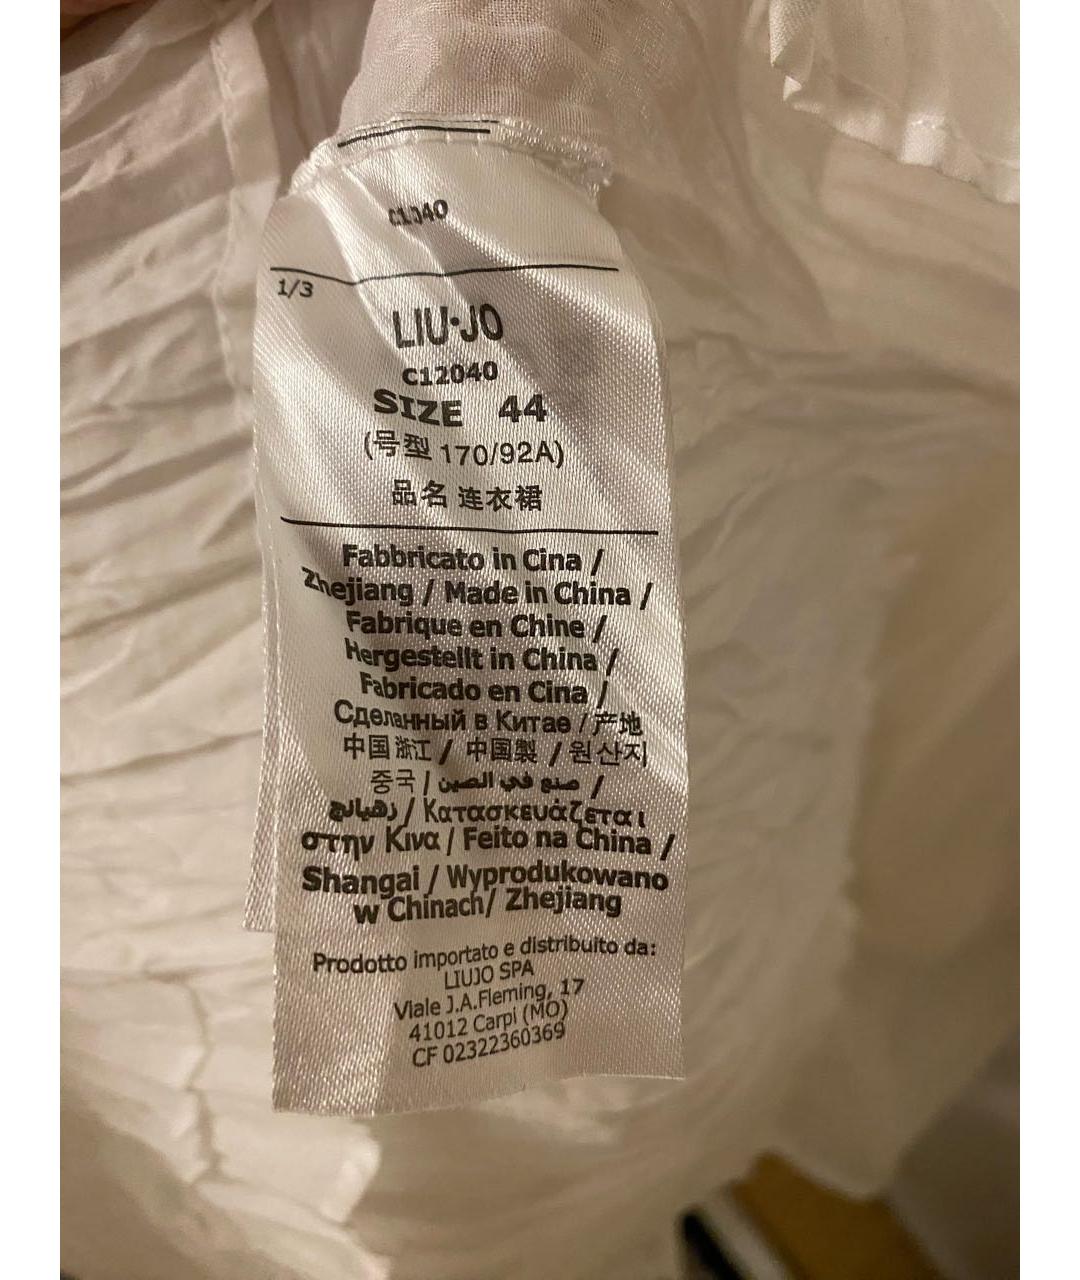 C1040
1/3
LIU·JO
C12040
SIZE 44
(号型 170/92A)
品名 连衣裙
Fabbricato in Cina /
Zhejiang / Made in China /
Fabrique en Chine /
Hergestellt in China /
Fabricado en Cina /
Сделанный в Китае / 产地
中国 浙江 / 中国製 / 원산지
중국 / صنع في الصين /
زهيانج / Κατασκευάζεται
στην Κινα / Feito na China /
Shangai / Wyprodukowano
w Chinach/ Zhejiang
Prodotto importato e distribuito da:
LIUJO SPA
Viale J.A.Fleming, 17
41012 Carpi (MO)
CF 02322360369